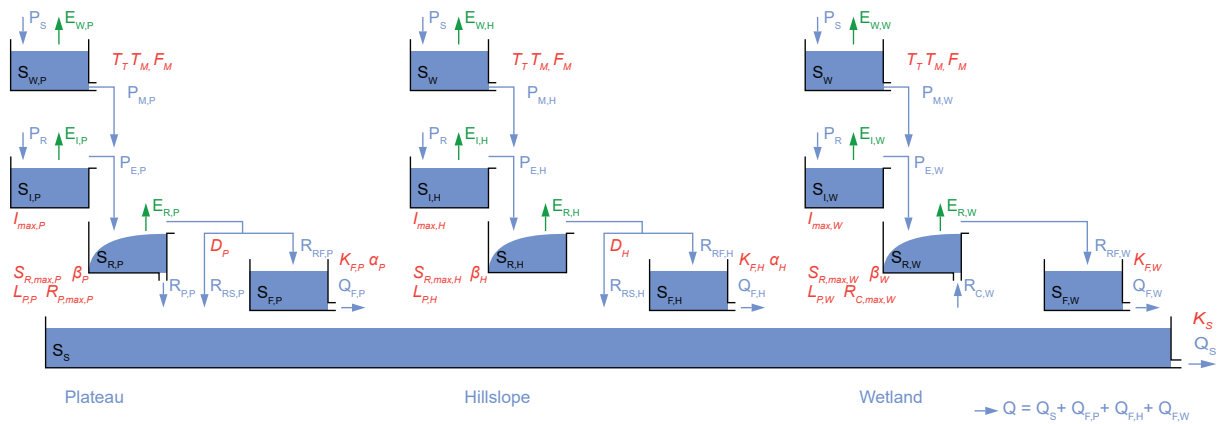 P_S E_W,P
S_W,P
T_T T_M, F_M
P_M,P
P_R E_I,P
P_E,P
S_I,P
I_max,P
E_R,P
S_R,P
D_P
R_RF,P
K_F,P α_P
S_R,max,P β_P
L_P,P R_P,max,P
R_P,P
R_RS,P
S_F,P
Q_F,P
P_S E_W,H
S_W
T_T T_M, F_M
P_M,H
P_R E_I,H
P_E,H
S_I,H
I_max,H
E_R,H
S_R,H
D_H
R_RF,H
K_F,H α_H
S_R,max,H β_H
L_P,H
R_RS,H
S_F,H
Q_F,H
P_S E_W,W
S_W
T_T T_M, F_M
P_M,W
P_R E_I,W
P_E,W
S_I,W
I_max,W
E_R,W
S_R,W
R_RF,W
K_F,W
S_R,max,W β_W
L_P,W R_C,max,W
R_C,W
S_F,W
Q_F,W
K_S
S_S
Q_S
Plateau
Hillslope
Wetland
Q = Q_S + Q_F,P + Q_F,H + Q_F,W